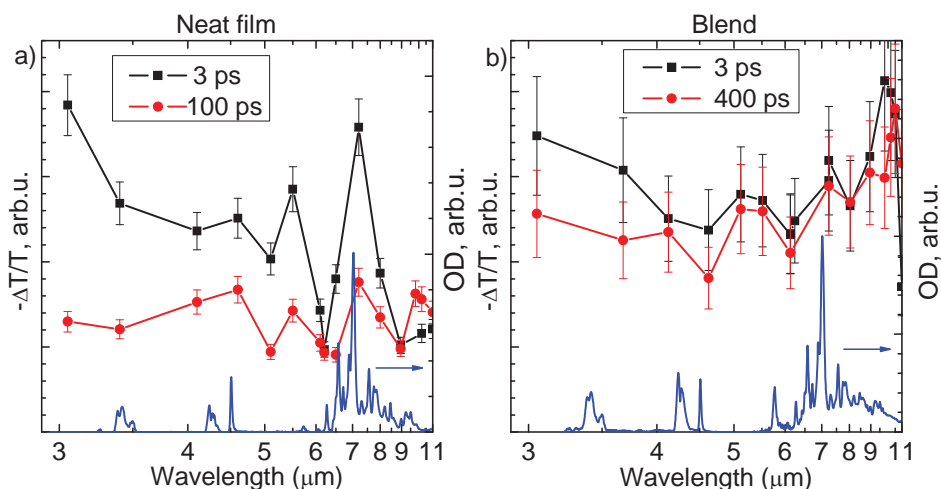 Neat film
a)
3 ps
100 ps
-ΔT/T, arb.u.
OD, arb.u.
3 4 5 6 7 8 9 11
Wavelength (μm)
Blend
b)
3 ps
400 ps
-ΔT/T, arb.u.
OD, arb.u.
3 4 5 6 7 8 9 11
Wavelength (μm)